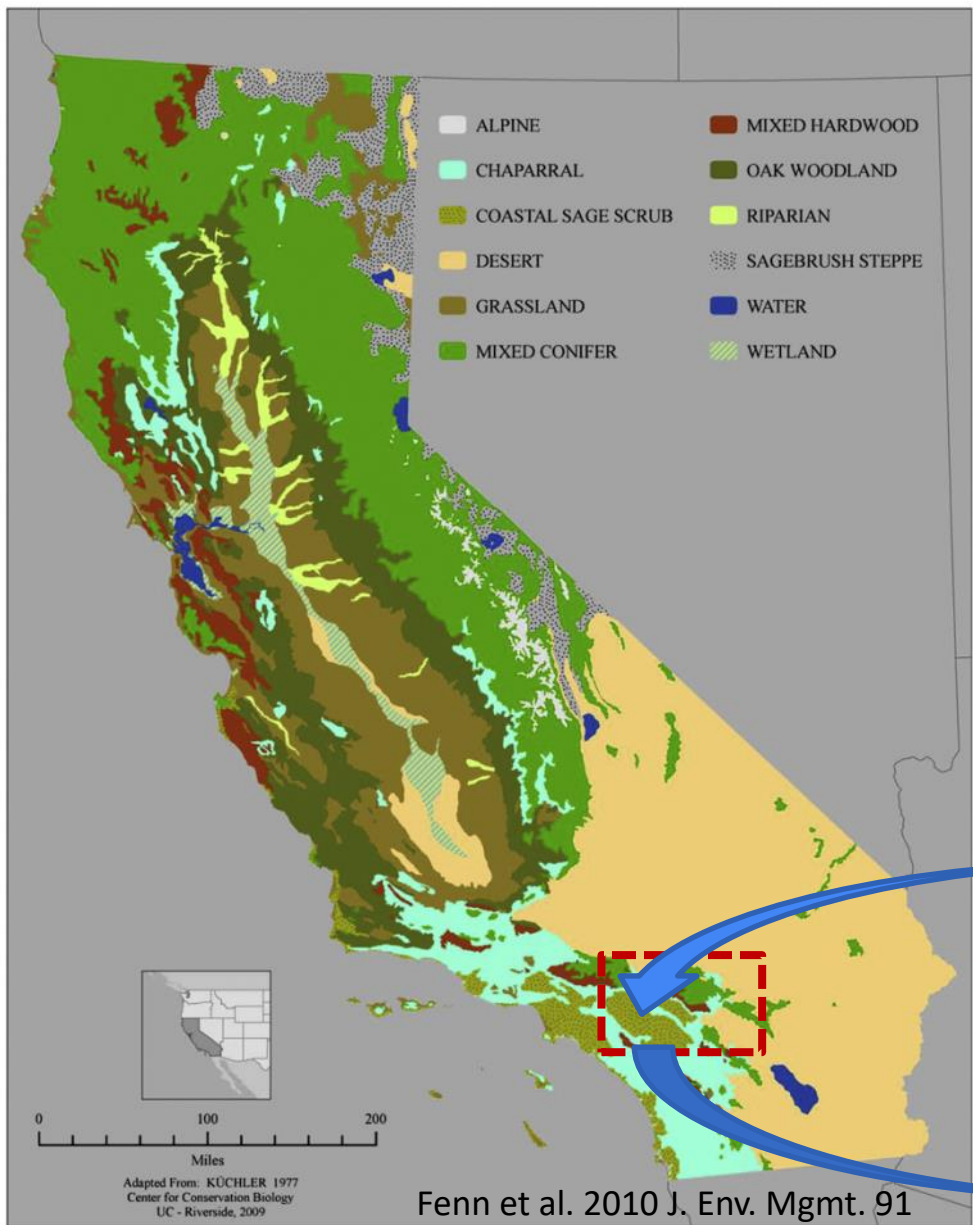 ALPINE
CHAPARRAL
COASTAL SAGE SCRUB
DESERT
GRASSLAND
MIXED CONIFER
MIXED HARDWOOD
OAK WOODLAND
RIPARIAN
SAGEBRUSH STEPPE
WATER
WETLAND
0 100 200
Miles
Adapted From: KÜCHLER 1977
Center for Conservation Biology
UC - Riverside, 2009
Fenn et al. 2010 J. Env. Mgmt. 91